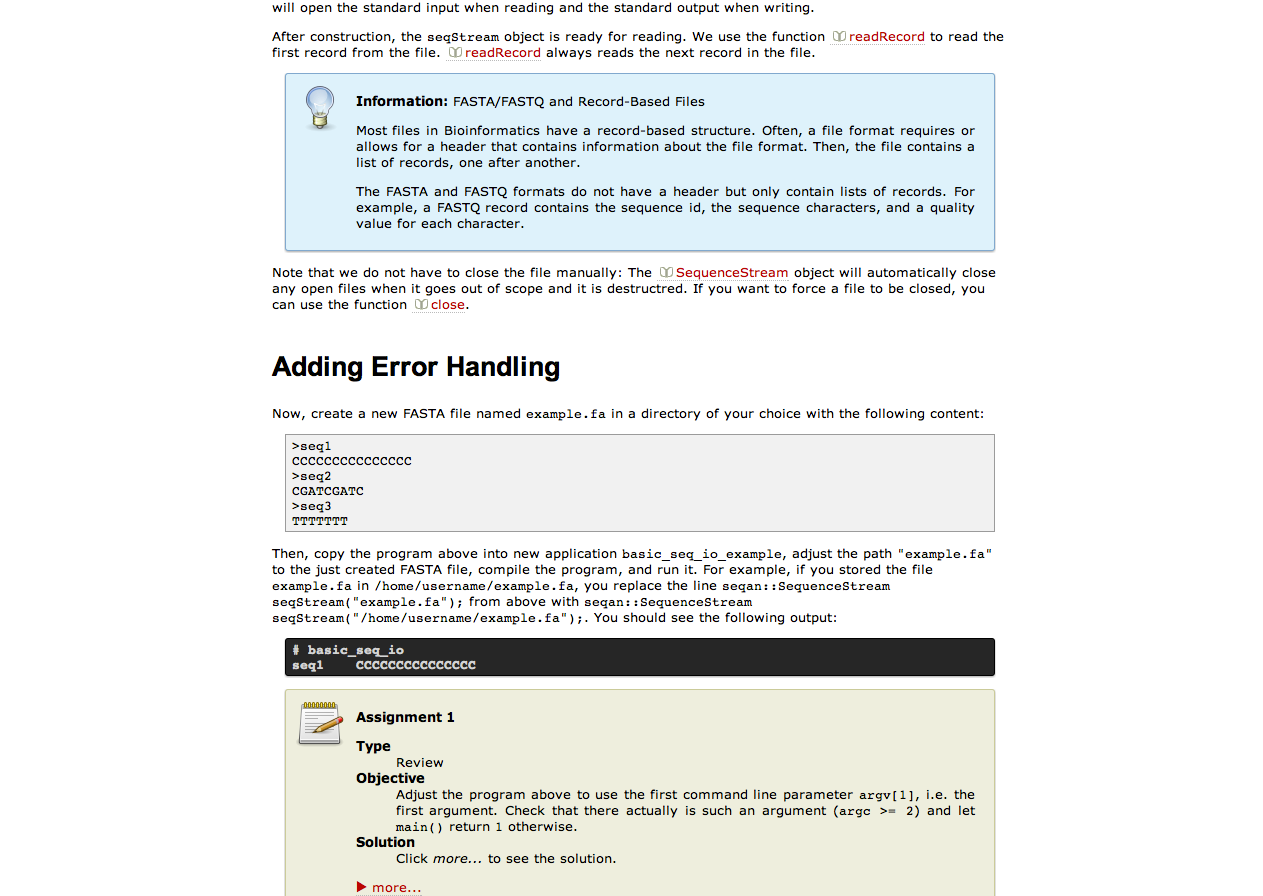 will open the standard input when reading and the standard output when writing.
After construction, the seqStream object is ready for reading. We use the function readRecord to read the
first record from the file. readRecord always reads the next record in the file.
Information: FASTA/FASTQ and Record-Based Files
Most files in Bioinformatics have a record-based structure. Often, a file format requires or
allows for a header that contains information about the file format. Then, the file contains a
list of records, one after another.
The FASTA and FASTQ formats do not have a header but only contain lists of records. For
example, a FASTQ record contains the sequence id, the sequence characters, and a quality
value for each character.
Note that we do not have to close the file manually: The SequenceStream object will automatically close
any open files when it goes out of scope and it is destructred. If you want to force a file to be closed, you
can use the function close.
Adding Error Handling
Now, create a new FASTA file named example.fa in a directory of your choice with the following content:
>seq1
CCCCCCCCCCCCCCC
>seq2
CGATCGATC
>seq3
TTTTTTT
Then, copy the program above into new application basic_seq_io_example, adjust the path "example.fa"
to the just created FASTA file, compile the program, and run it. For example, if you stored the file
example.fa in /home/username/example.fa, you replace the line seqan::SequenceStream
seqStream("example.fa"); from above with seqan::SequenceStream
seqStream("/home/username/example.fa");. You should see the following output:
# basic_seq_io
seq1    CCCCCCCCCCCCCCC
Assignment 1
Type
Review
Objective
Adjust the program above to use the first command line parameter argv[1], i.e. the
first argument. Check that there actually is such an argument (argc >= 2) and let
main() return 1 otherwise.
Solution
Click more... to see the solution.
more...